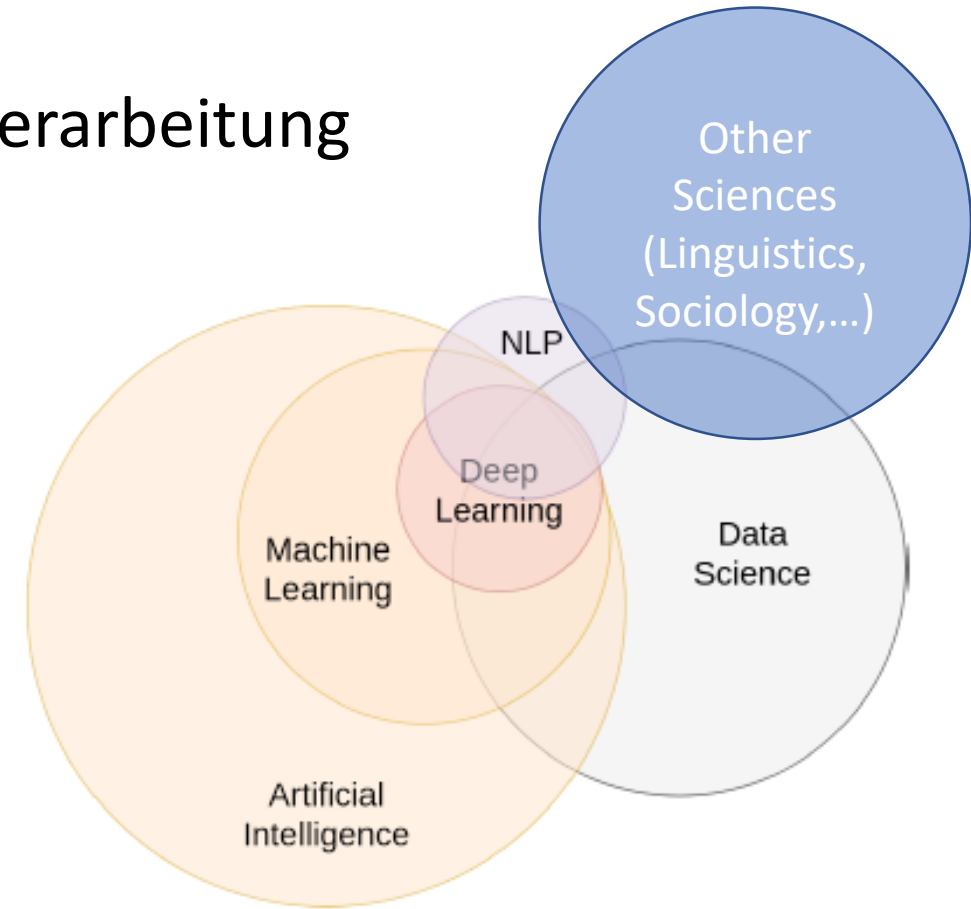 erarbeitung
Other
Sciences
(Linguistics,
Sociology,...)
NLP
Deep
Learning
Machine
Learning
Data
Science
Artificial
Intelligence